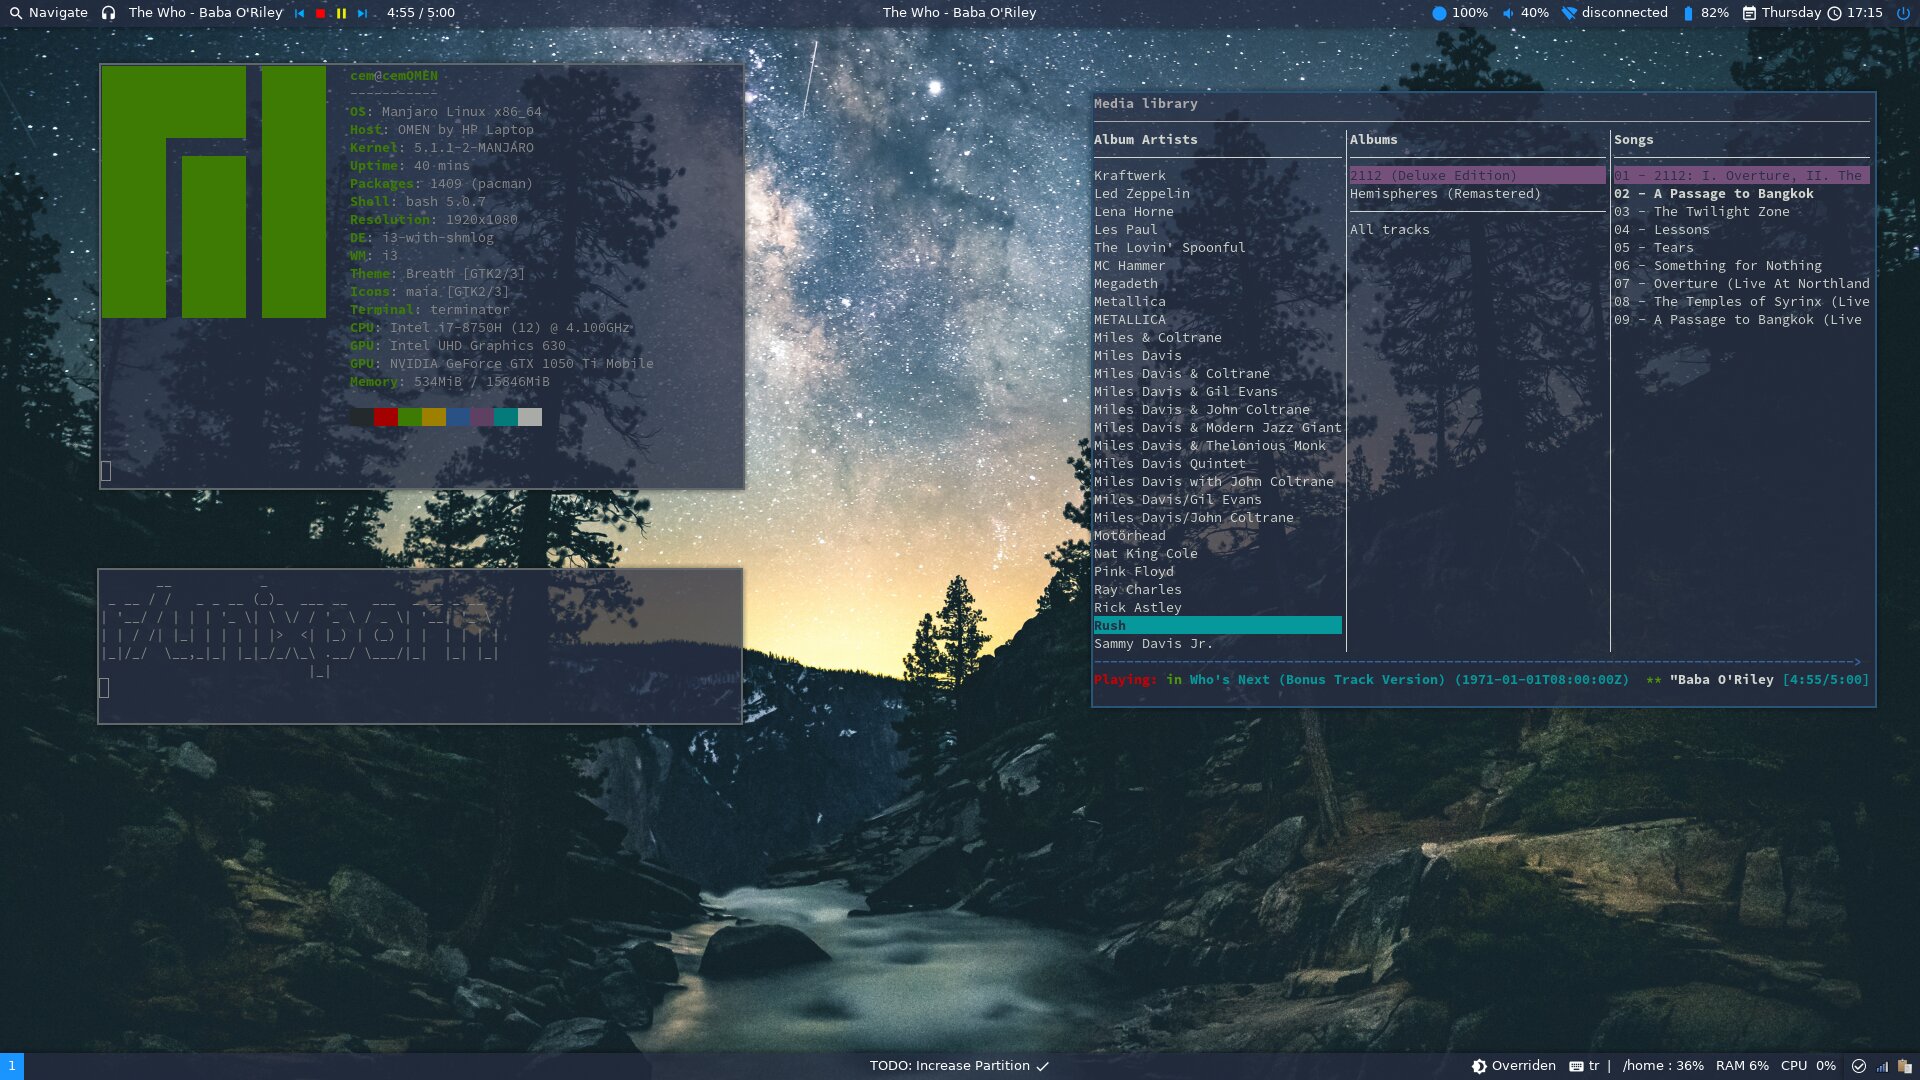 Navigate The Who - Baba O'Riley 4:55 / 5:00
The Who - Baba O'Riley
100% 40% disconnected 82% Thursday 17:15
cem@cemOMEN
-----------
OS: Manjaro Linux x86_64
Host: OMEN by HP Laptop
Kernel: 5.1.1-2-MANJARO
Uptime: 40 mins
Packages: 1409 (pacman)
Shell: bash 5.0.7
Resolution: 1920x1080
DE: i3-with-shmlog
WM: i3
Theme: Breath [GTK2/3]
Icons: maia [GTK2/3]
Terminal: terminator
CPU: Intel i7-8750H (12) @ 4.100GHz
GPU: Intel UHD Graphics 630
GPU: NVIDIA GeForce GTX 1050 Ti Mobile
Memory: 534MiB / 15846MiB
r/unixporn
Media library
Album Artists
Kraftwerk
Led Zeppelin
Lena Horne
Les Paul
The Lovin' Spoonful
MC Hammer
Megadeth
Metallica
METALLICA
Miles & Coltrane
Miles Davis
Miles Davis & Coltrane
Miles Davis & Gil Evans
Miles Davis & John Coltrane
Miles Davis & Modern Jazz Giant
Miles Davis & Thelonious Monk
Miles Davis Quintet
Miles Davis with John Coltrane
Miles Davis/Gil Evans
Miles Davis/John Coltrane
Motörhead
Nat King Cole
Pink Floyd
Ray Charles
Rick Astley
Rush
Sammy Davis Jr.
Albums
2112 (Deluxe Edition)
Hemispheres (Remastered)
All tracks
Songs
01 - 2112: I. Overture, II. The
02 - A Passage to Bangkok
03 - The Twilight Zone
04 - Lessons
05 - Tears
06 - Something for Nothing
07 - Overture (Live At Northland
08 - The Temples of Syrinx (Live
09 - A Passage to Bangkok (Live
Playing: in Who's Next (Bonus Track Version) (1971-01-01T08:00:00Z) ** "Baba O'Riley [4:55/5:00]
1
TODO: Increase Partition
Overriden tr | /home : 36% RAM 6% CPU 0%